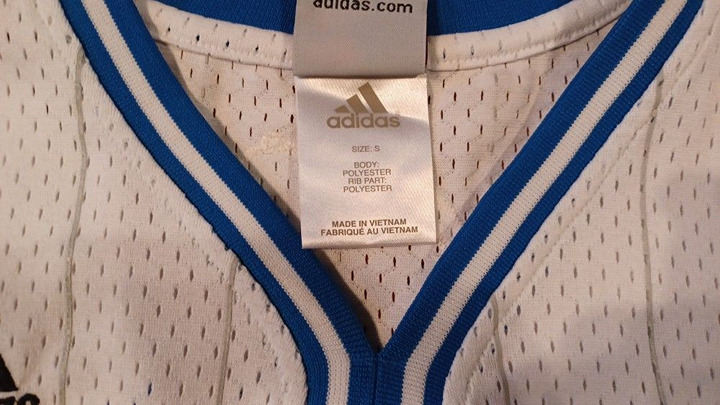 adidas.com
adidas
SIZE: S
BODY:
POLYESTER
RIB PART:
POLYESTER
MADE IN VIETNAM
FABRIQUÉ AU VIETNAM